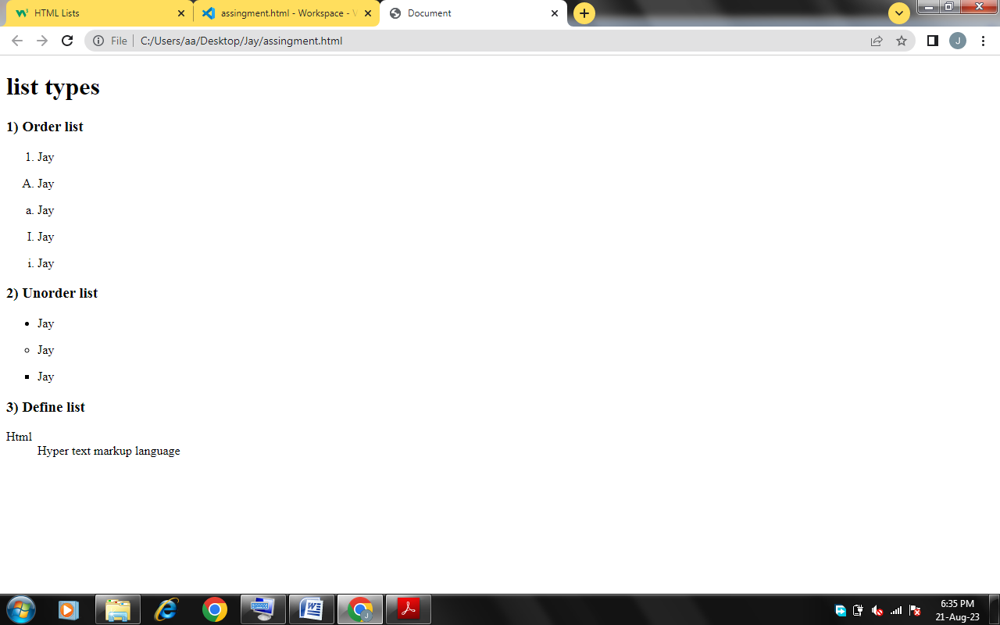 HTML Lists
assingment.html - Workspace - V
Document
File
C:/Users/aa/Desktop/Jay/assingment.html
J
list types
1) Order list
1. Jay
A. Jay
a. Jay
I. Jay
i. Jay
2) Unorder list
• Jay
○ Jay
▪ Jay
3) Define list
Html
Hyper text markup language
J
6:35 PM
21-Aug-23